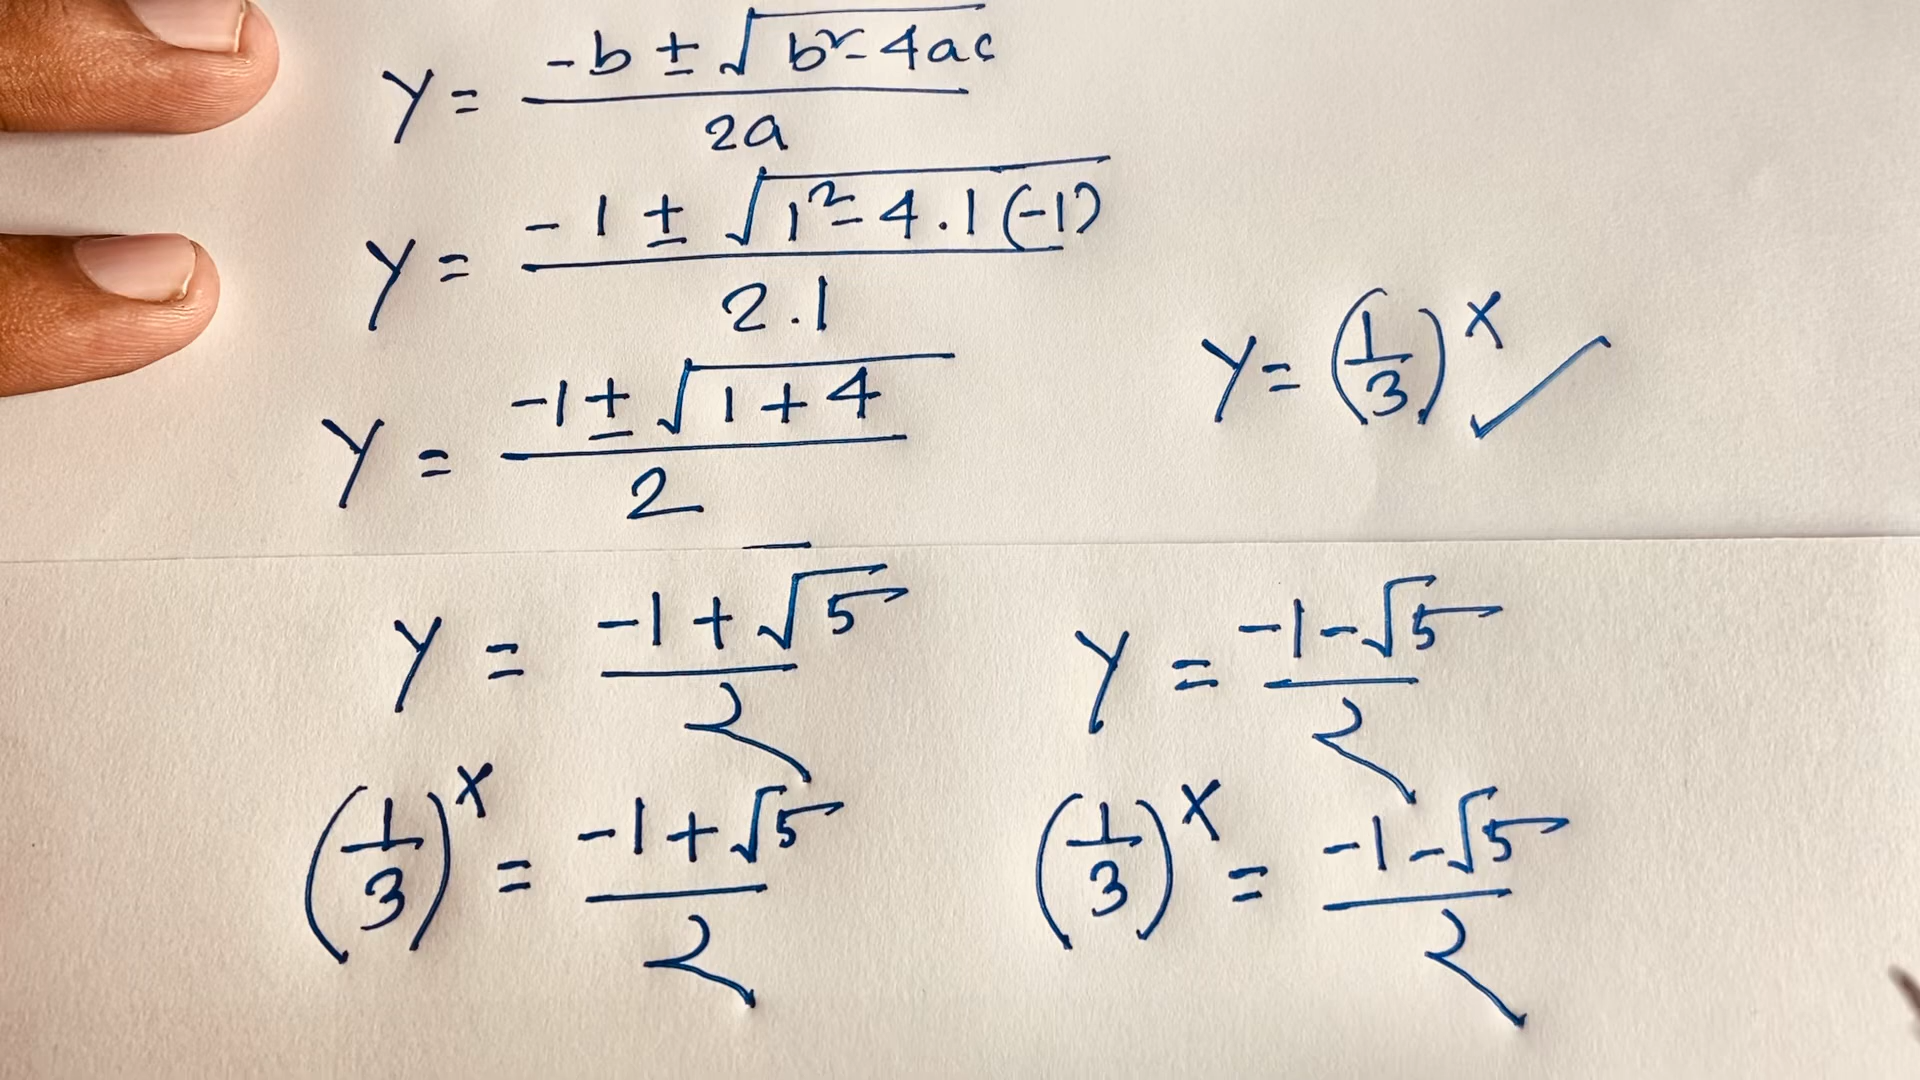 y = (-b ± √(b² - 4ac))/(2a)
y = (-1 ± √(1² - 4.1(-1)))/(2.1)
y = (-1 ± √(1 + 4))/2
y = (1/3)^x ✓
y = (-1 + √5)/2
y = (-1 - √5)/2
(1/3)^x = (-1 + √5)/2
(1/3)^x = (-1 - √5)/2